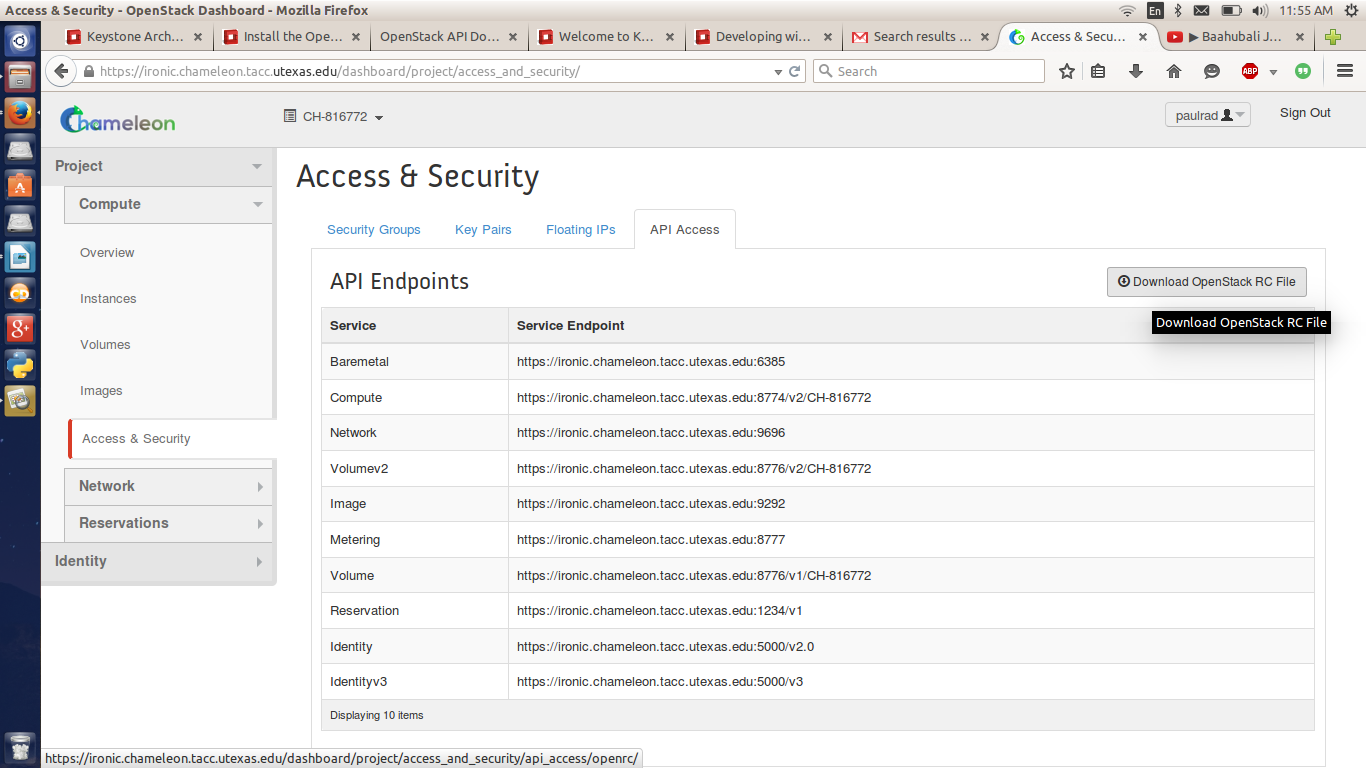 Access & Security - OpenStack Dashboard - Mozilla Firefox
En
11:55 AM
Keystone Arch... ×
Install the Ope... ×
OpenStack API Do... ×
Welcome to K... ×
Developing wi... ×
Search results ... ×
Access & Secu... ×
▶ Baahubali J... ×
https://ironic.chameleon.tacc.utexas.edu/dashboard/project/access_and_security/
Search
ABP
Chameleon
CH-816772
paulrad
Sign Out
Project
Compute
Overview
Instances
Volumes
Images
Access & Security
Network
Reservations
Identity
Access & Security
Security Groups
Key Pairs
Floating IPs
API Access
API Endpoints
Download OpenStack RC File
Download OpenStack RC File
Service Service Endpoint
Baremetal https://ironic.chameleon.tacc.utexas.edu:6385
Compute https://ironic.chameleon.tacc.utexas.edu:8774/v2/CH-816772
Network https://ironic.chameleon.tacc.utexas.edu:9696
Volumev2 https://ironic.chameleon.tacc.utexas.edu:8776/v2/CH-816772
Image https://ironic.chameleon.tacc.utexas.edu:9292
Metering https://ironic.chameleon.tacc.utexas.edu:8777
Volume https://ironic.chameleon.tacc.utexas.edu:8776/v1/CH-816772
Reservation https://ironic.chameleon.tacc.utexas.edu:1234/v1
Identity https://ironic.chameleon.tacc.utexas.edu:5000/v2.0
Identityv3 https://ironic.chameleon.tacc.utexas.edu:5000/v3
Displaying 10 items
https://ironic.chameleon.tacc.utexas.edu/dashboard/project/access_and_security/api_access/openrc/